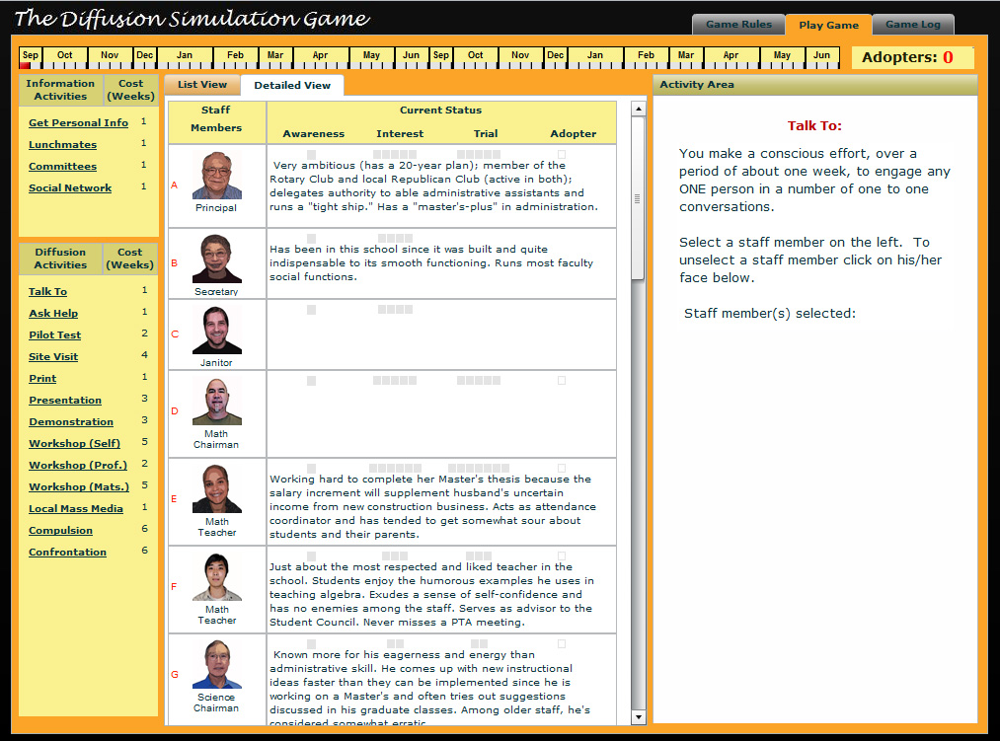 The Diffusion Simulation Game
Game Rules
Play Game
Game Log
Sep Oct Nov Dec Jan Feb Mar Apr May Jun Sep Oct Nov Dec Jan Feb Mar Apr May Jun
Adopters: 0
Information Activities
Cost (Weeks)
Get Personal Info 1
Lunchmates 1
Committees 1
Social Network 1
Diffusion Activities
Cost (Weeks)
Talk To 1
Ask Help 1
Pilot Test 2
Site Visit 4
Print 1
Presentation 3
Demonstration 3
Workshop (Self) 5
Workshop (Prof.) 2
Workshop (Mats.) 5
Local Mass Media 1
Compulsion 6
Confrontation 6
List View
Detailed View
Staff Members
Current Status
Awareness Interest Trial Adopter
A
Principal
Very ambitious (has a 20-year plan); member of the
Rotary Club and local Republican Club (active in both);
delegates authority to able administrative assistants and
runs a "tight ship." Has a "master's-plus" in administration.
B
Secretary
Has been in this school since it was built and quite
indispensable to its smooth functioning. Runs most faculty
social functions.
C
Janitor
D
Math
Chairman
E
Math
Teacher
Working hard to complete her Master's thesis because the
salary increment will supplement husband's uncertain
income from new construction business. Acts as attendance
coordinator and has tended to get somewhat sour about
students and their parents.
F
Math
Teacher
Just about the most respected and liked teacher in the
school. Students enjoy the humorous examples he uses in
teaching algebra. Exudes a sense of self-confidence and
has no enemies among the staff. Serves as advisor to the
Student Council. Never misses a PTA meeting.
G
Science
Chairman
Known more for his eagerness and energy than
administrative skill. He comes up with new instructional
ideas faster than they can be implemented since he is
working on a Master's and often tries out suggestions
discussed in his graduate classes. Among older staff, he's
considered somewhat erratic
Activity Area
Talk To:
You make a conscious effort, over a
period of about one week, to engage any
ONE person in a number of one to one
conversations.
Select a staff member on the left. To
unselect a staff member click on his/her
face below.
Staff member(s) selected: